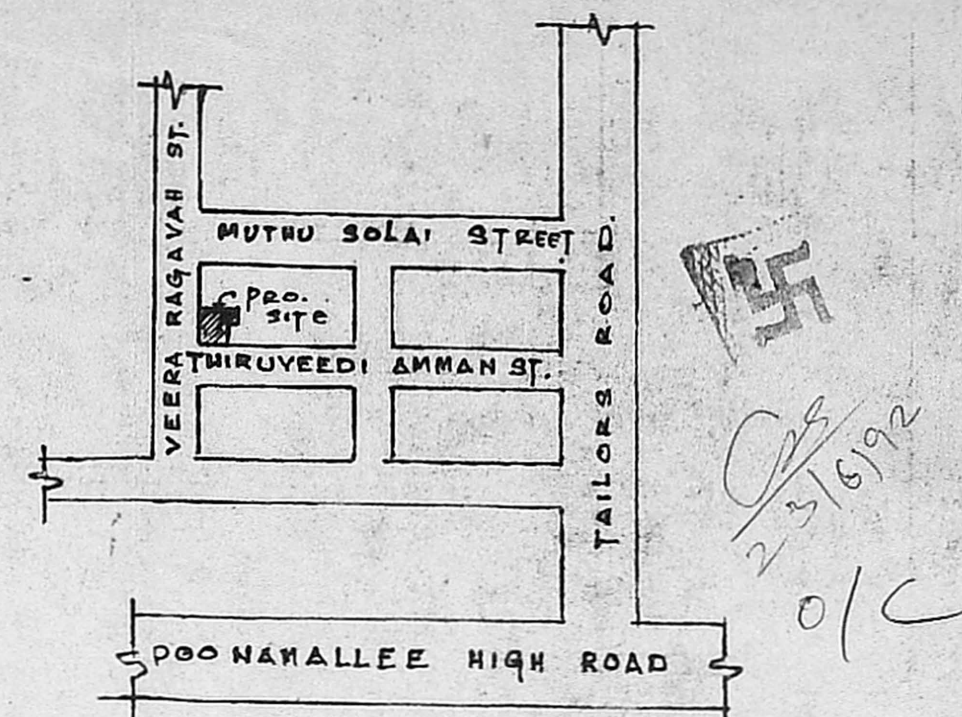 VEERA RAGAVAH ST.
MUTHU SOLAI STREET
PRO.
SITE
THIRUVEEDI AMMAN ST.
TAILORS ROAD.
23/6/92
O/C
POONAMALLEE HIGH ROAD